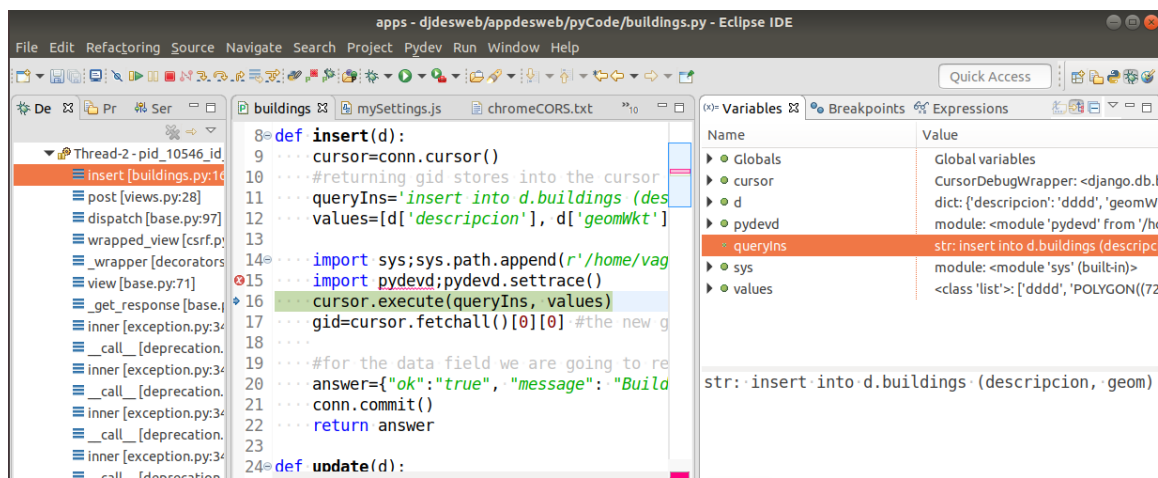 apps - djdesweb/appdesweb/pyCode/buildings.py - Eclipse IDE
File Edit Refactoring Source Navigate Search Project Pydev Run Window Help
Quick Access
De Pr Ser
Thread-2 - pid_10546_id_
insert [buildings.py:16
post [views.py:28]
dispatch [base.py:97]
wrapped_view [csrf.py
_wrapper [decorators
view [base.py:71]
_get_response [base.p
inner [exception.py:34
__call__ [deprecation.
inner [exception.py:34
__call__ [deprecation.
inner [exception.py:34
__call__ [deprecation.
inner [exception.py:34
__call__ [deprecation
buildings mySettings.js chromeCORS.txt »10
8 def insert(d):
9 cursor=conn.cursor()
10 #returning gid stores into the cursor
11 queryIns='insert into d.buildings (des
12 values=[d['descripcion'], d['geomWkt']
13
14 import sys;sys.path.append(r'/home/vag
15 import pydevd;pydevd.settrace()
16 cursor.execute(queryIns, values)
17 gid=cursor.fetchall()[0][0] #the new g
18
19 #for the data field we are going to re
20 answer={"ok":"true", "message": "Build
21 conn.commit()
22 return answer
23
24 def update(d):
(x)= Variables Breakpoints Expressions
Name Value
Globals Global variables
cursor CursorDebugWrapper: <django.db.b
d dict: {'descripcion': 'dddd', 'geomW
pydevd module: <module 'pydevd' from '/ho
queryIns str: insert into d.buildings (descripc
sys module: <module 'sys' (built-in)>
values <class 'list'>: ['dddd', 'POLYGON((72
str: insert into d.buildings (descripcion, geom)